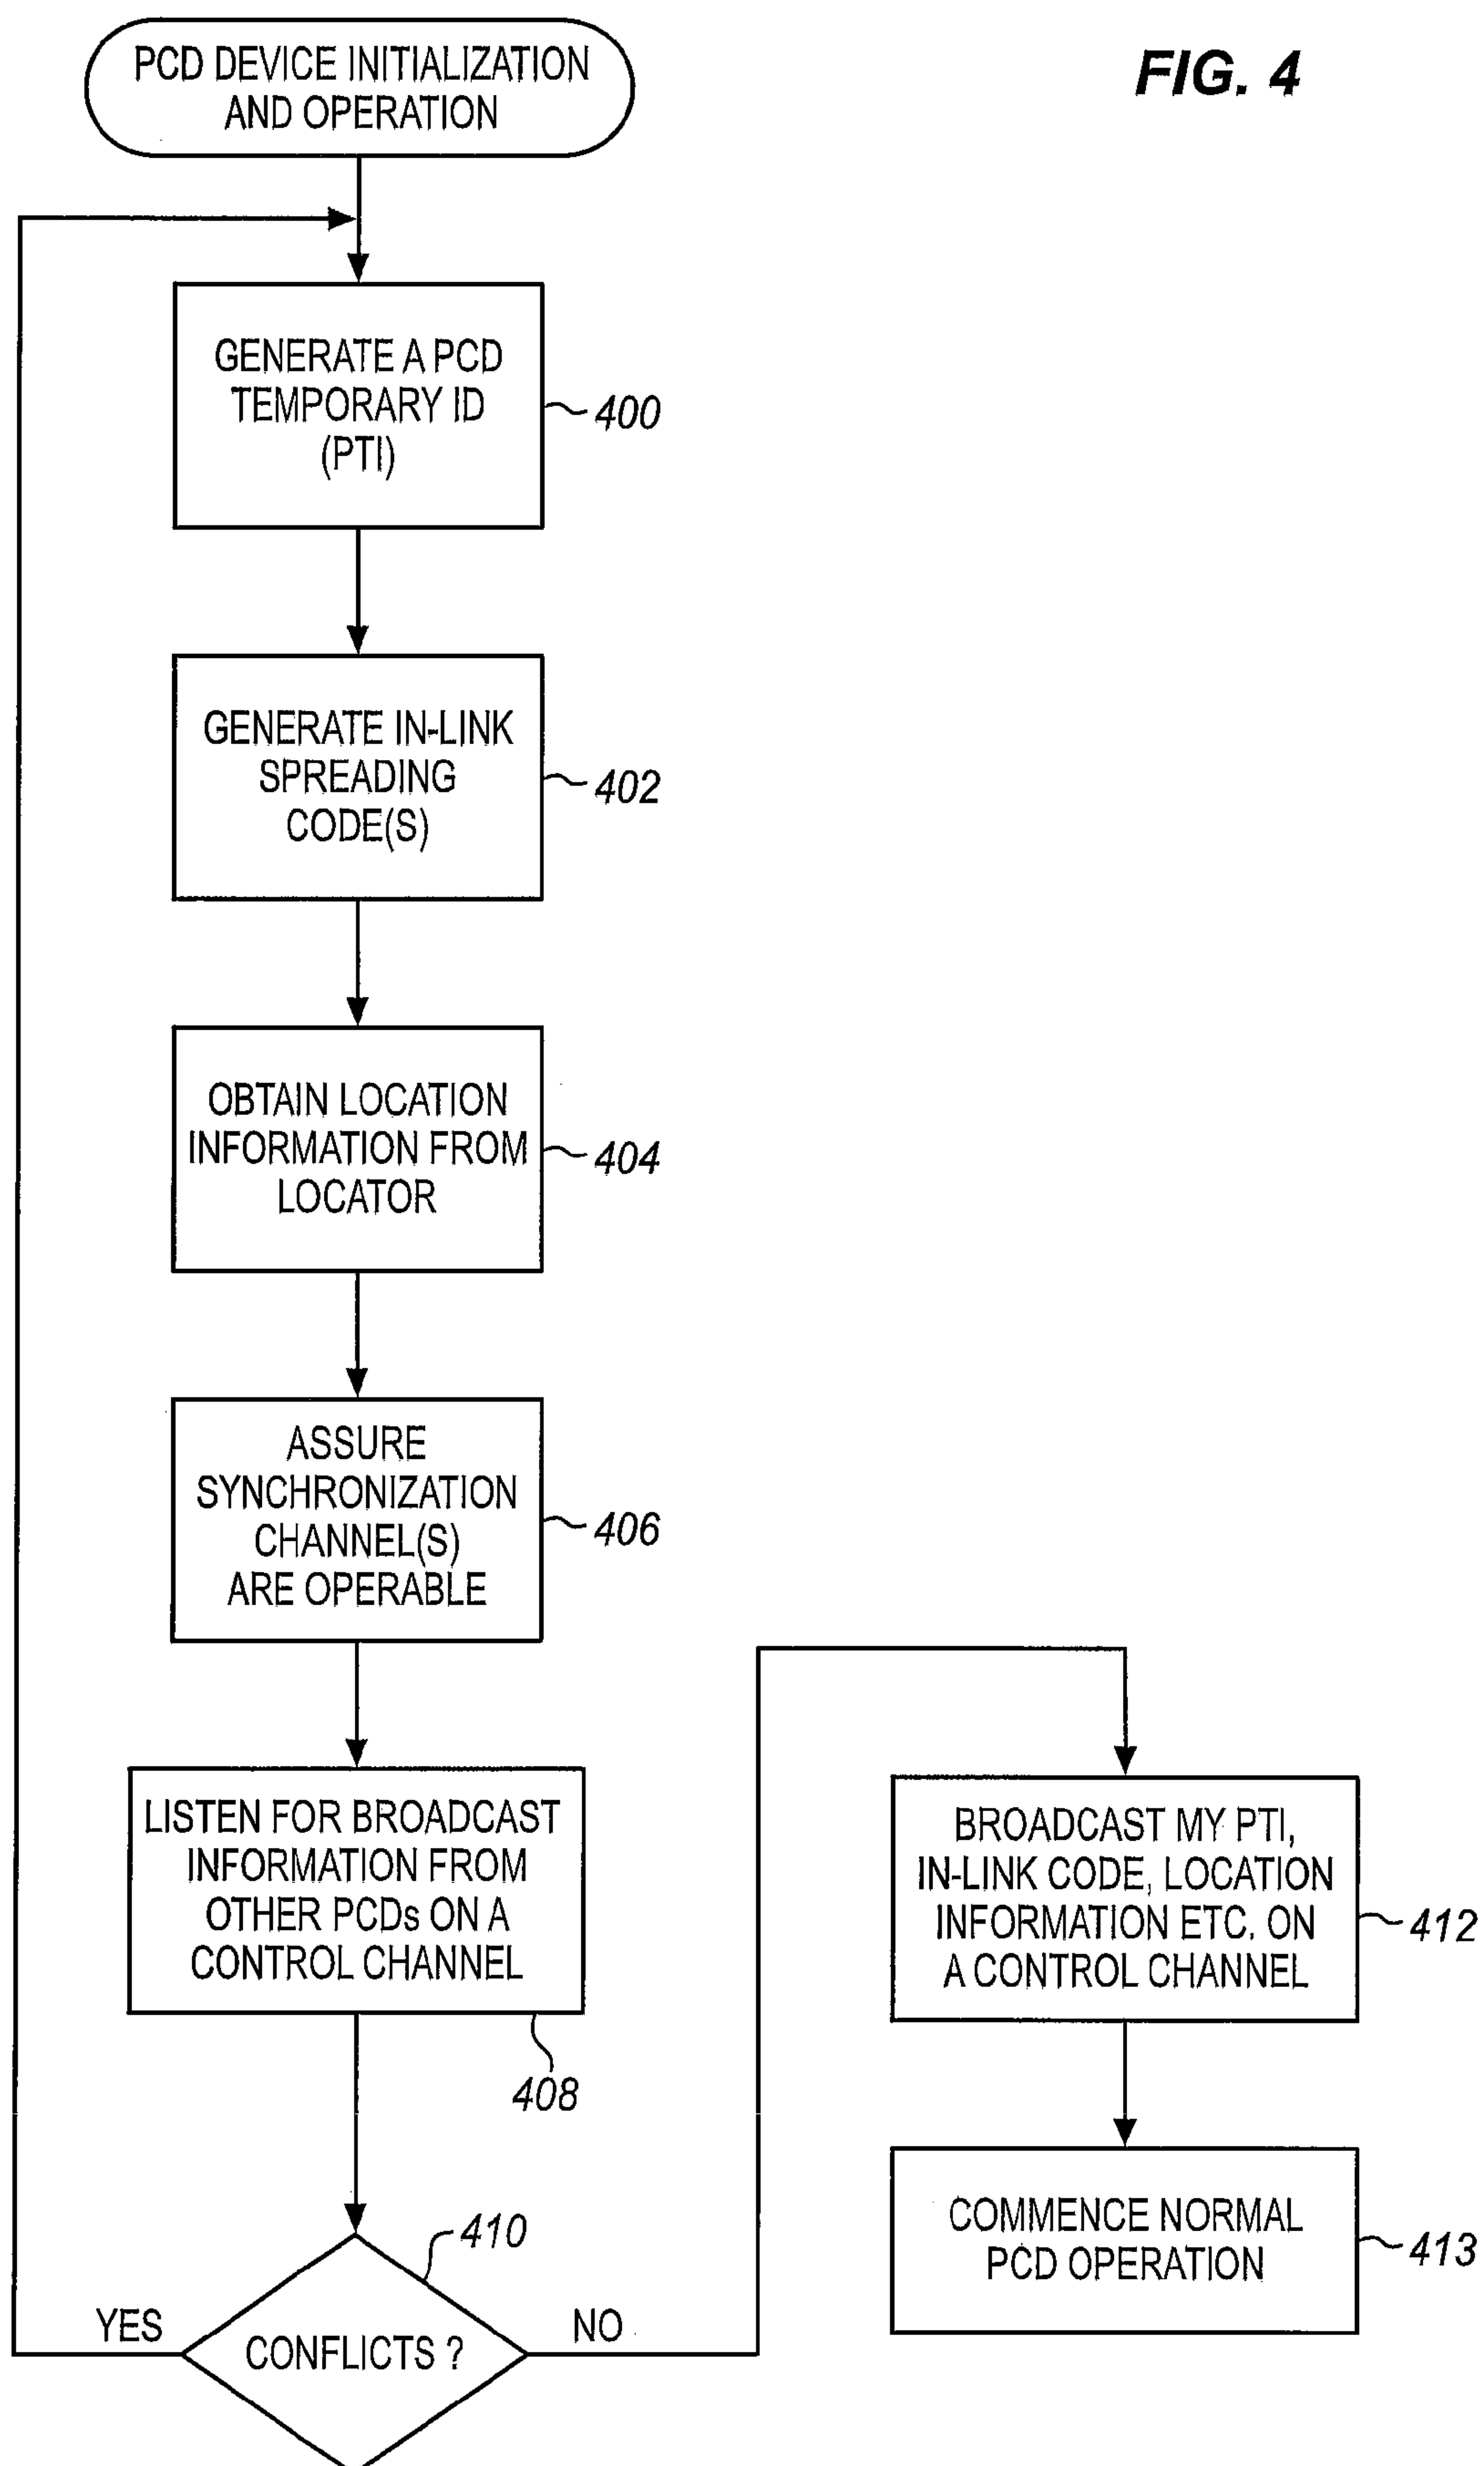 PCD DEVICE INITIALIZATION
AND OPERATION
FIG. 4
GENERATE A PCD
TEMPORARY ID
(PTI)
400
GENERATE IN-LINK
SPREADING
CODE(S)
402
OBTAIN LOCATION
INFORMATION FROM
LOCATOR
404
ASSURE
SYNCHRONIZATION
CHANNEL(S)
ARE OPERABLE
406
LISTEN FOR BROADCAST
INFORMATION FROM
OTHER PCDs ON A
CONTROL CHANNEL
408
410
YES
CONFLICTS ?
NO
BROADCAST MY PTI,
IN-LINK CODE, LOCATION
INFORMATION ETC. ON
A CONTROL CHANNEL
412
COMMENCE NORMAL
PCD OPERATION
413